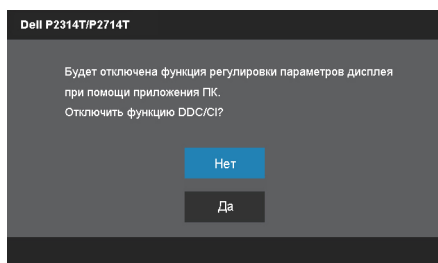 Dell P2314T/P2714T
Будет отключена функция регулировки параметров дисплея
при помощи приложения ПК.
Отключить функцию DDC/CI?
Нет
Да